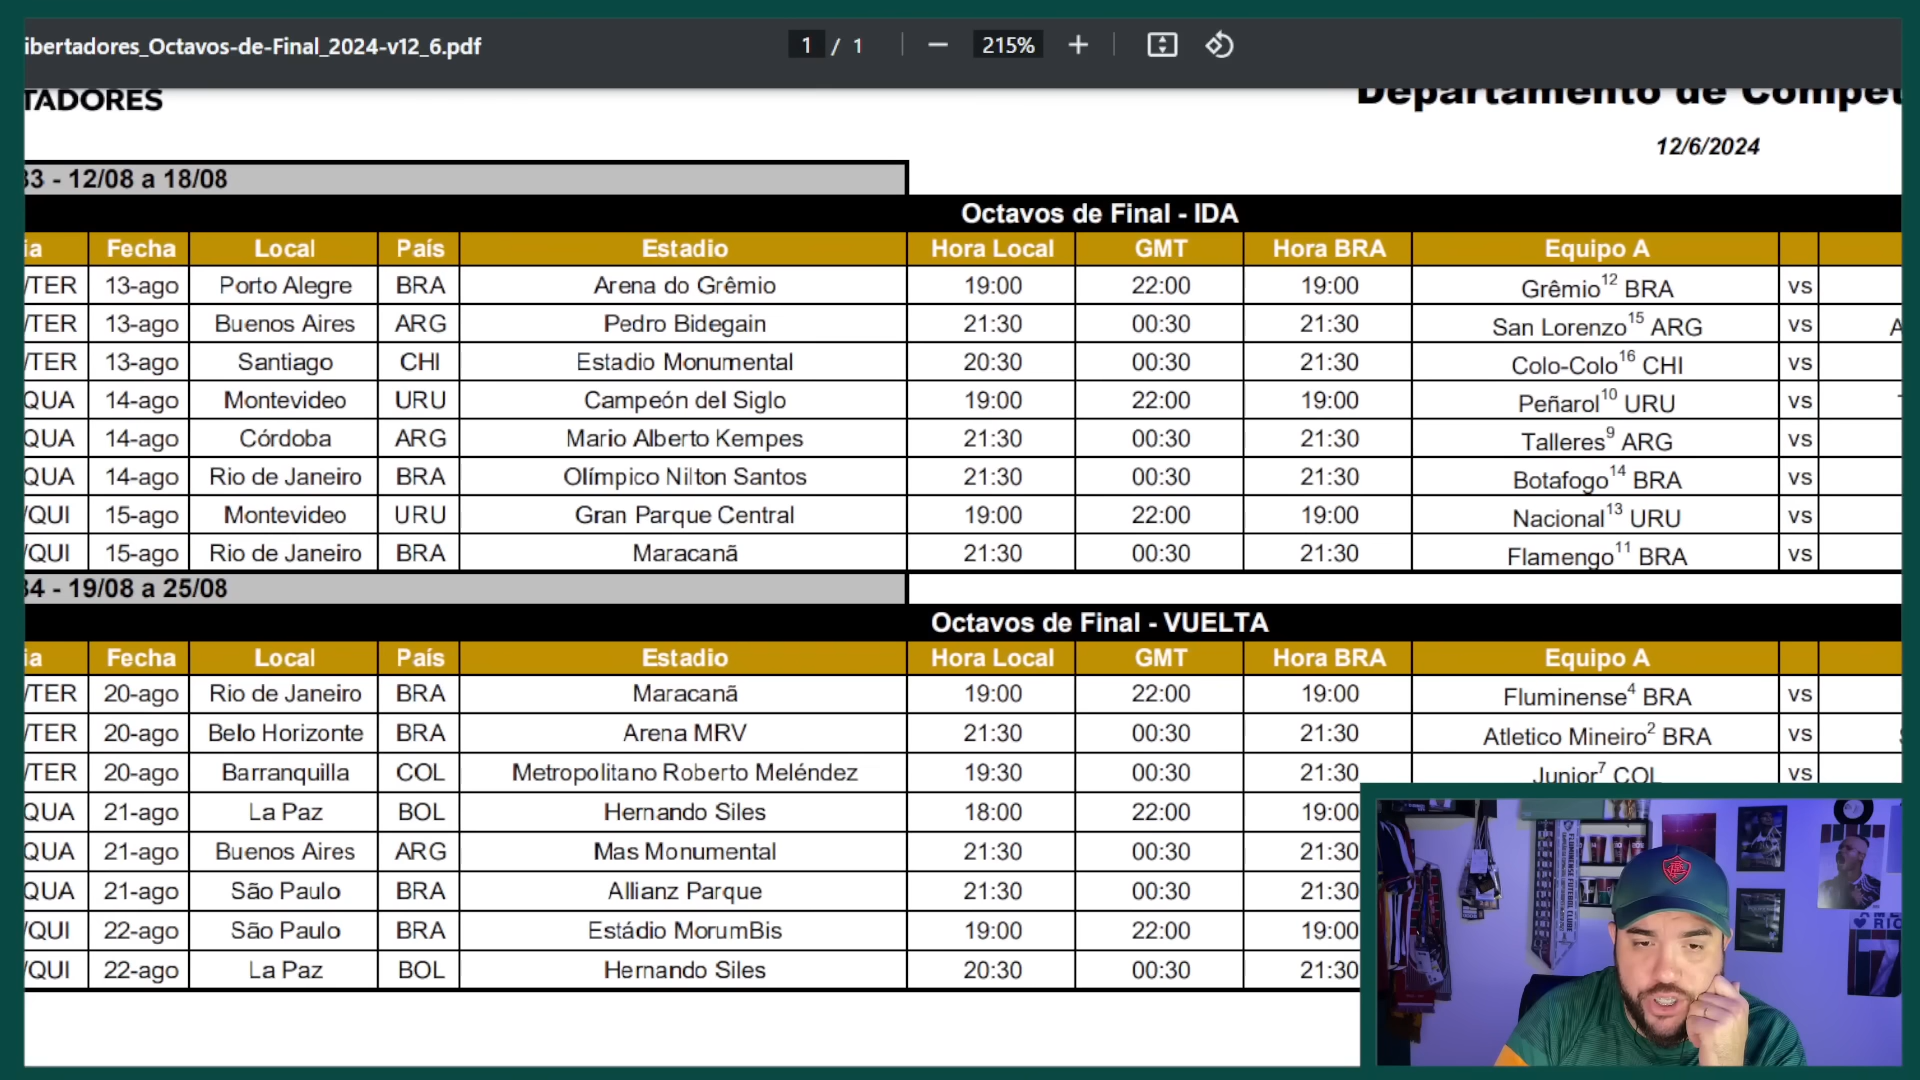 ibertadores_Octavos-de-Final_2024-v12_6.pdf 1 / 1 215%
TADORES Departamento de Compet
12/6/2024
33 - 12/08 a 18/08
Octavos de Final - IDA
ia Fecha Local País Estadio Hora Local GMT Hora BRA Equipo A
/TER 13-ago Porto Alegre BRA Arena do Grêmio 19:00 22:00 19:00 Grêmio12 BRA vs
/TER 13-ago Buenos Aires ARG Pedro Bidegain 21:30 00:30 21:30 San Lorenzo15 ARG vs A
/TER 13-ago Santiago CHI Estadio Monumental 20:30 00:30 21:30 Colo-Colo16 CHI vs
QUA 14-ago Montevideo URU Campeón del Siglo 19:00 22:00 19:00 Peñarol10 URU vs
QUA 14-ago Córdoba ARG Mario Alberto Kempes 21:30 00:30 21:30 Talleres9 ARG vs
QUA 14-ago Rio de Janeiro BRA Olímpico Nilton Santos 21:30 00:30 21:30 Botafogo14 BRA vs
/QUI 15-ago Montevideo URU Gran Parque Central 19:00 22:00 19:00 Nacional13 URU vs
/QUI 15-ago Rio de Janeiro BRA Maracanã 21:30 00:30 21:30 Flamengo11 BRA vs
34 - 19/08 a 25/08
Octavos de Final - VUELTA
ia Fecha Local País Estadio Hora Local GMT Hora BRA Equipo A
/TER 20-ago Rio de Janeiro BRA Maracanã 19:00 22:00 19:00 Fluminense4 BRA vs
/TER 20-ago Belo Horizonte BRA Arena MRV 21:30 00:30 21:30 Atletico Mineiro2 BRA vs
/TER 20-ago Barranquilla COL Metropolitano Roberto Meléndez 19:30 00:30 21:30 Junior7 COL vs
QUA 21-ago La Paz BOL Hernando Siles 18:00 22:00 19:00
QUA 21-ago Buenos Aires ARG Mas Monumental 21:30 00:30 21:30
QUA 21-ago São Paulo BRA Allianz Parque 21:30 00:30 21:30
/QUI 22-ago São Paulo BRA Estádio MorumBis 19:00 22:00 19:00
/QUI 22-ago La Paz BOL Hernando Siles 20:30 00:30 21:30